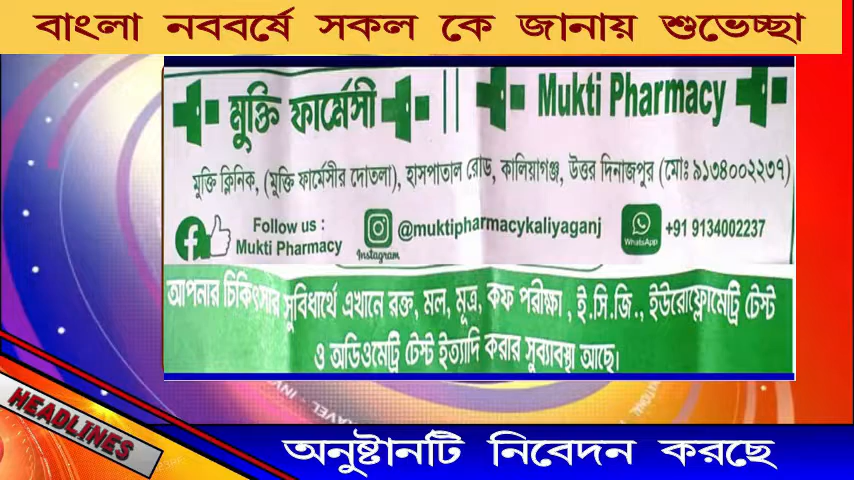 বাংলা নববর্ষে সকল কে জানায় শুভেচ্ছা
মুক্তি ফার্মেসী || Mukti Pharmacy
মুক্তি ক্লিনিক, (মুক্তি ফার্মেসীর দোতলা), হাসপাতাল রোড, কালিয়াগঞ্জ, উত্তর দিনাজপুর (মোঃ ৯১৩৪০০২২৩৭)
Follow us :
Mukti Pharmacy
Instagram
@muktipharmacykaliyaganj
WhatsApp
+91 9134002237
আপনার চিকিৎসার সুবিধার্থে এখানে রক্ত, মল, মূত্র, কফ পরীক্ষা, ই.সি.জি., ইউরোফ্লোমেট্রি টেস্ট
ও অডিওমেট্রি টেস্ট ইত্যাদি করার সুব্যাবস্থা আছে।
HEADLINES
অনুষ্টানটি নিবেদন করছে